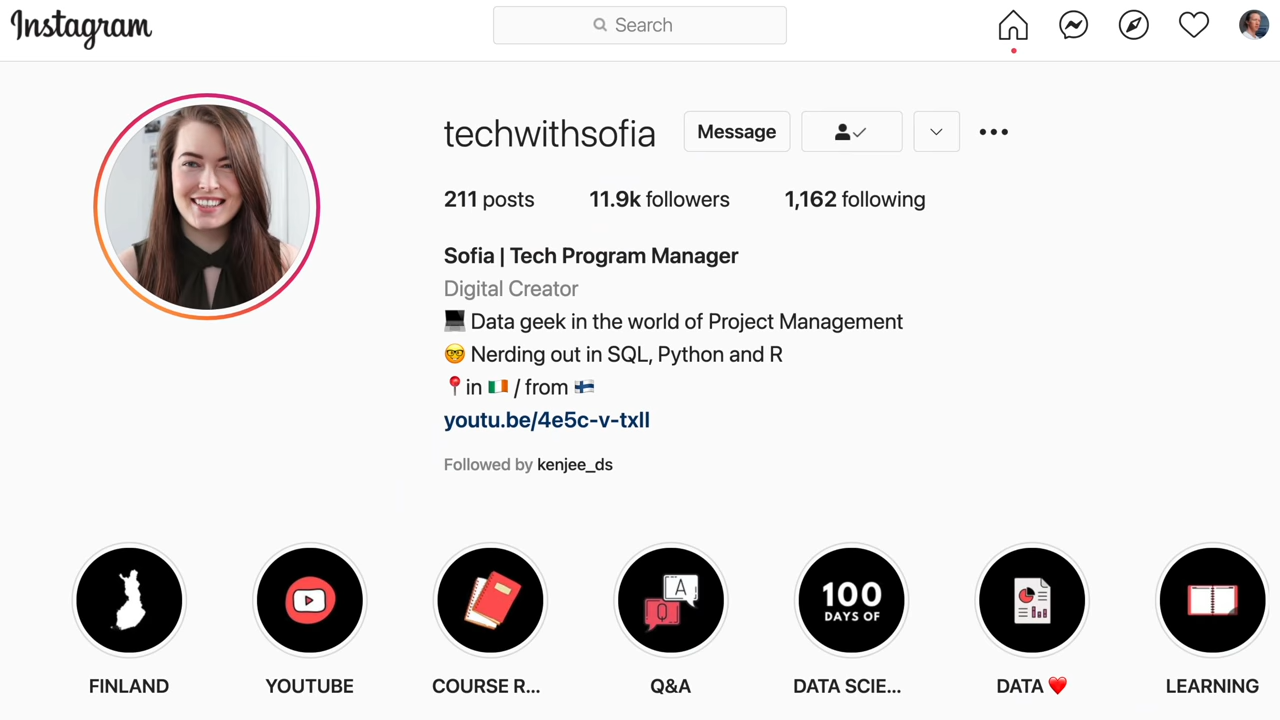 Instagram
Search
techwithsofia Message
211 posts 11.9k followers 1,162 following
Sofia | Tech Program Manager
Digital Creator
💻 Data geek in the world of Project Management
🤓 Nerding out in SQL, Python and R
📍in 🇮🇪 / from 🇫🇮
youtu.be/4e5c-v-txII
Followed by kenjee_ds
A
Q
100
DAYS OF
FINLAND YOUTUBE COURSE R... Q&A DATA SCIE... DATA ❤️ LEARNING